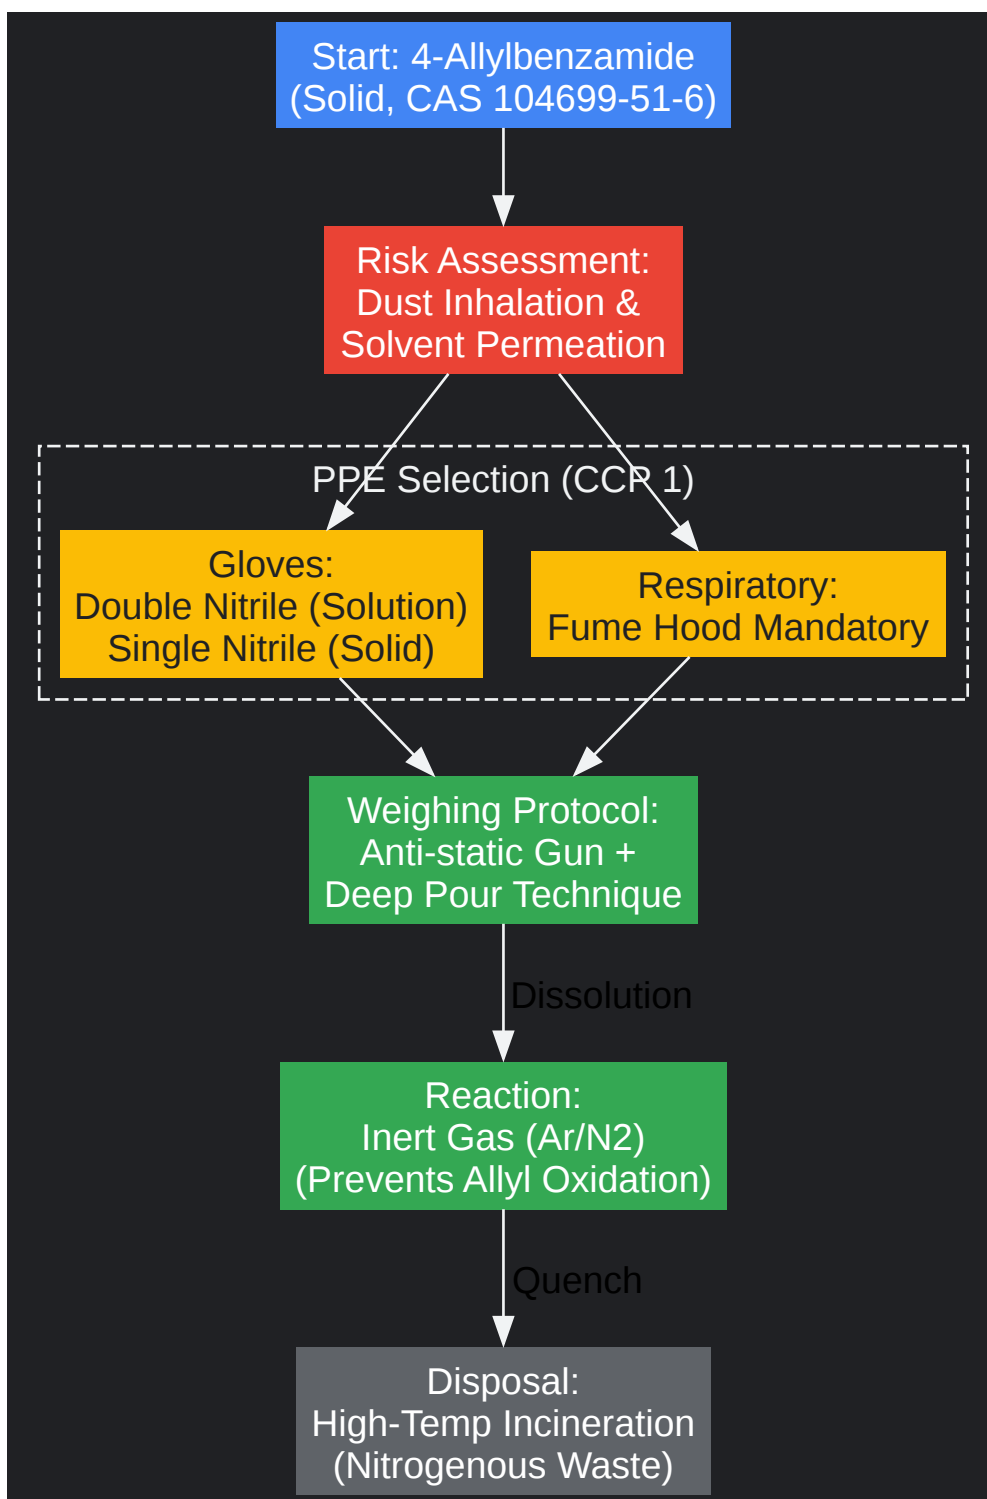 Start: 4-Allylbenzamide
(Solid, CAS 104699-51-6)
Risk Assessment:
Dust Inhalation &
Solvent Permeation
PPE Selection (CCP 1)
Gloves:
Double Nitrile (Solution)
Single Nitrile (Solid)
Respiratory:
Fume Hood Mandatory
Weighing Protocol:
Anti-static Gun +
Deep Pour Technique
Dissolution
Reaction:
Inert Gas (Ar/N2)
(Prevents Allyl Oxidation)
Quench
Disposal:
High-Temp Incineration
(Nitrogenous Waste)